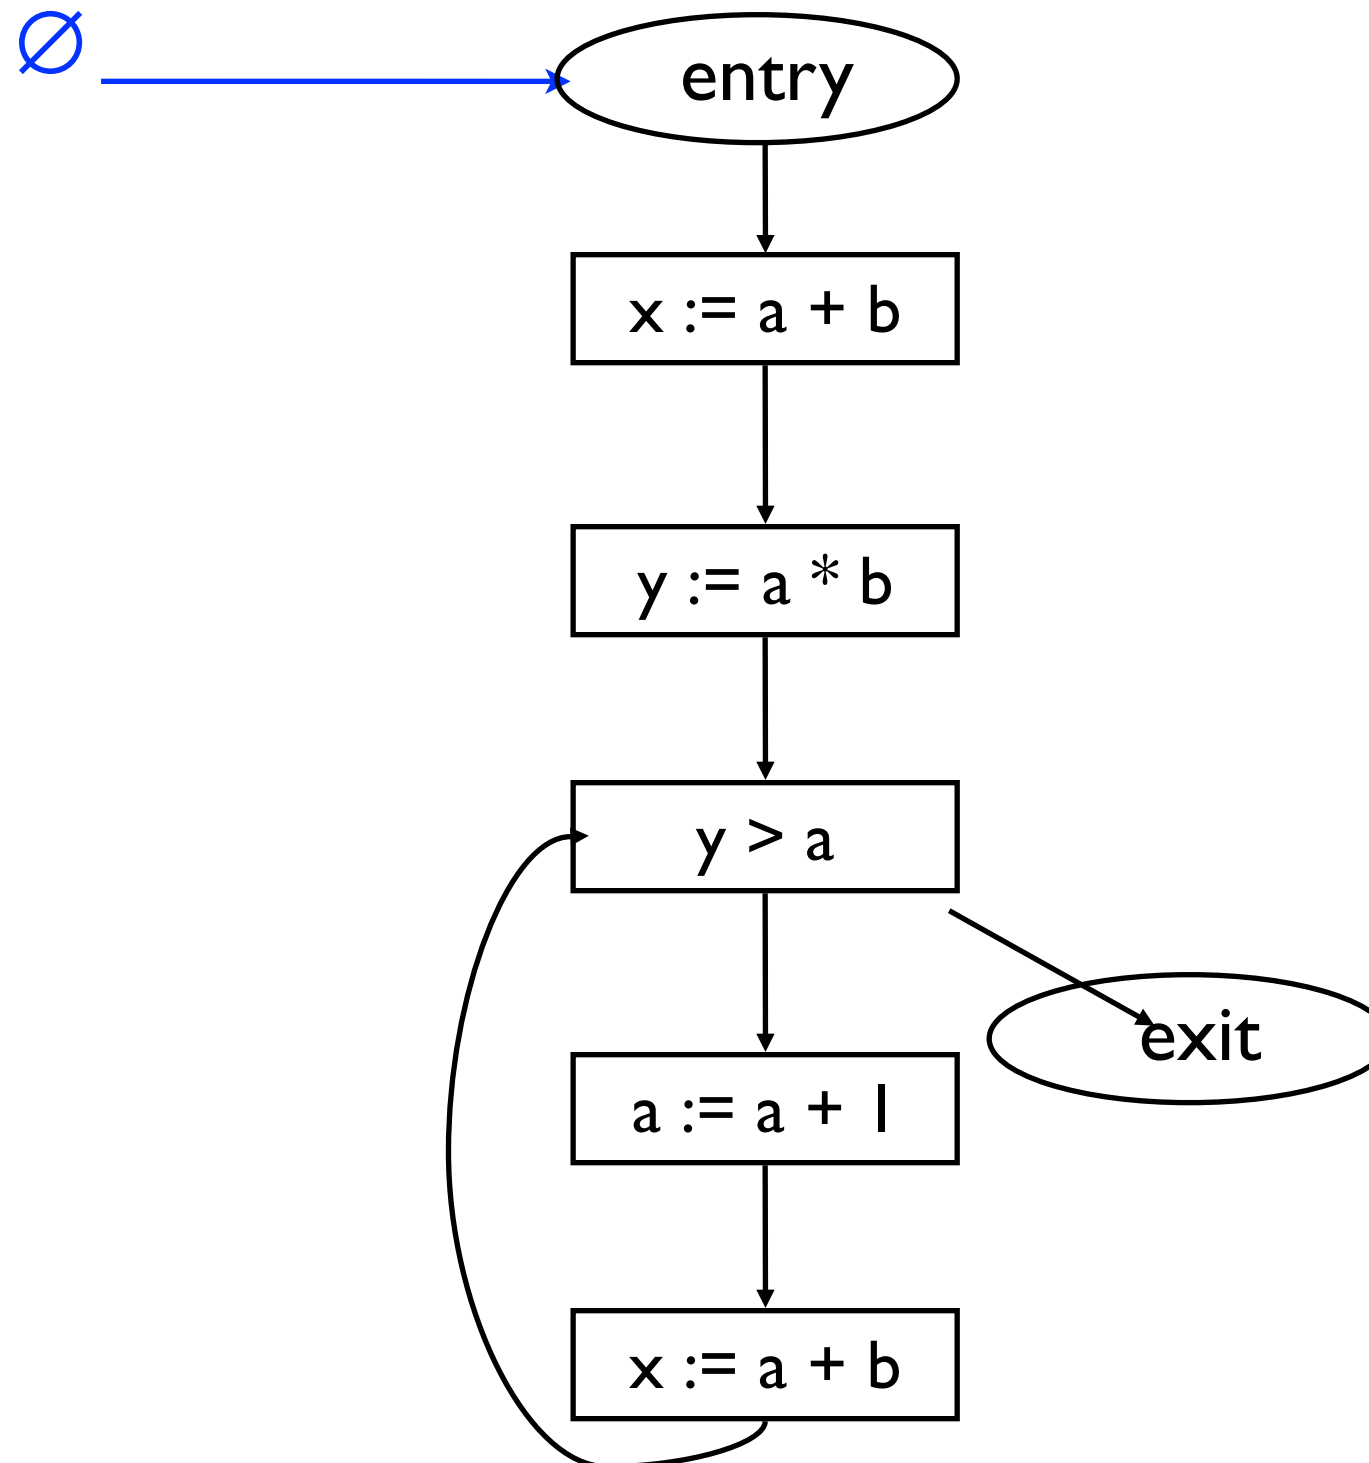 ∅
entry
x := a + b
y := a * b
y > a
exit
a := a + 1
x := a + b